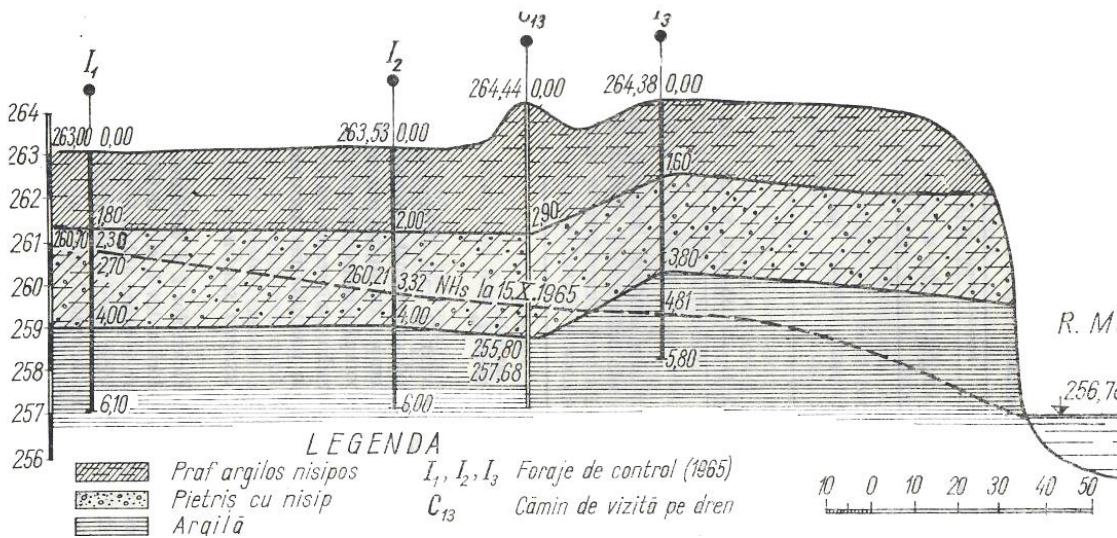 C13 I3
I1 I2
264,44 0,00 264,38 0,00
264
263,00 0,00 263,53 0,00
263
1,60
262
1,80 2,00 2,90
261
260,70 2,30
2,70 3,80
260,21 3,32 NHs la 15.X.1965
260
4,00 4,00 4,81
259
R. M
255,80
257,68 5,80
258
6,10 6,00 256,7
257
256
LEGENDA
Praf argilos nisipos I1, I2, I3 Foraje de control (1965)
Pietriș cu nisip C13 Cămin de vizită pe dren
Argilă
10 0 10 20 30 40 50